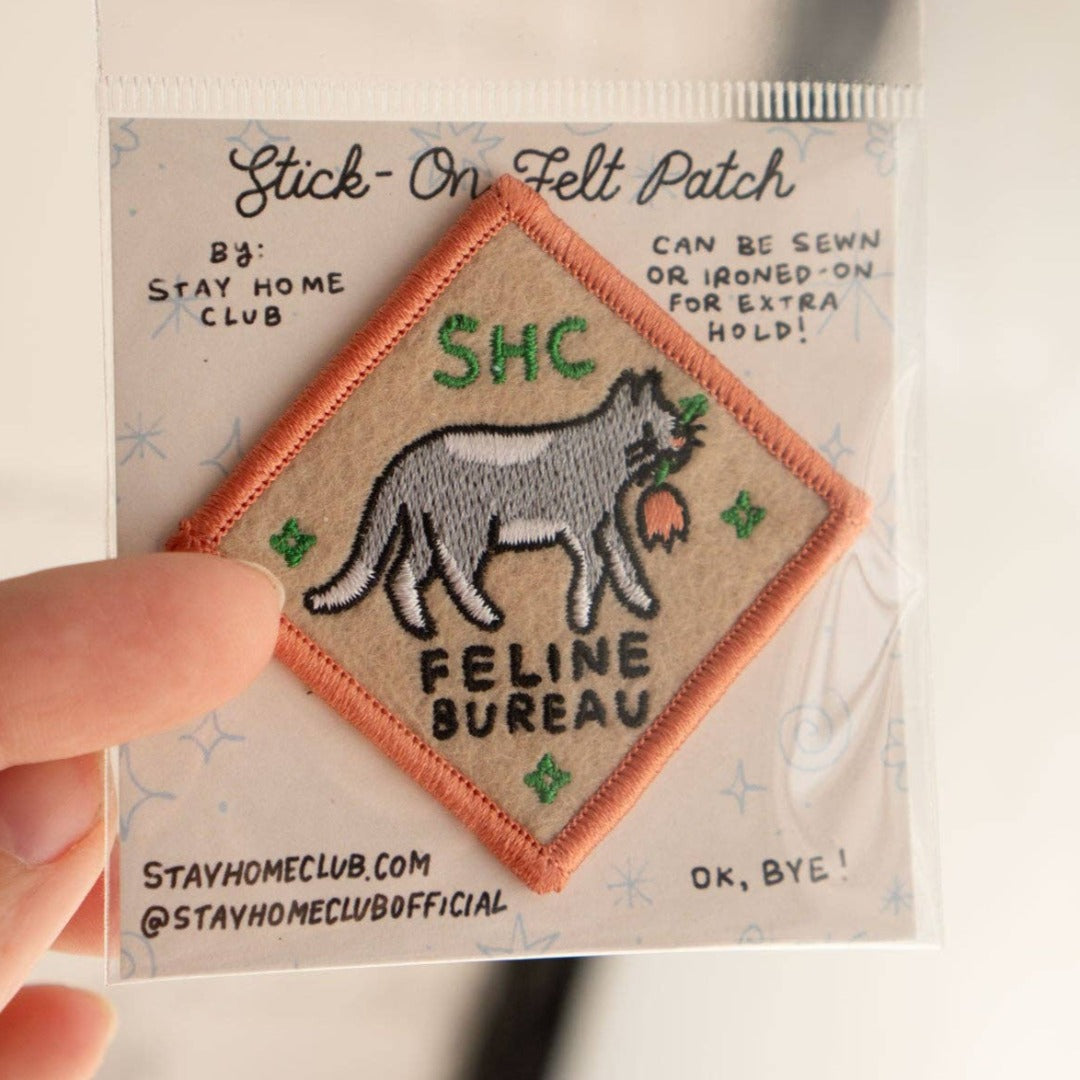 Stick-On Felt Patch
By:
STAY HOME
CLUB
CAN BE SEWN
OR IRONED-ON
FOR EXTRA
HOLD!
SHC
FELINE
BUREAU
STAYHOMECLUB.COM
@STAYHOMECLUBOFFICIAL
OK, BYE!